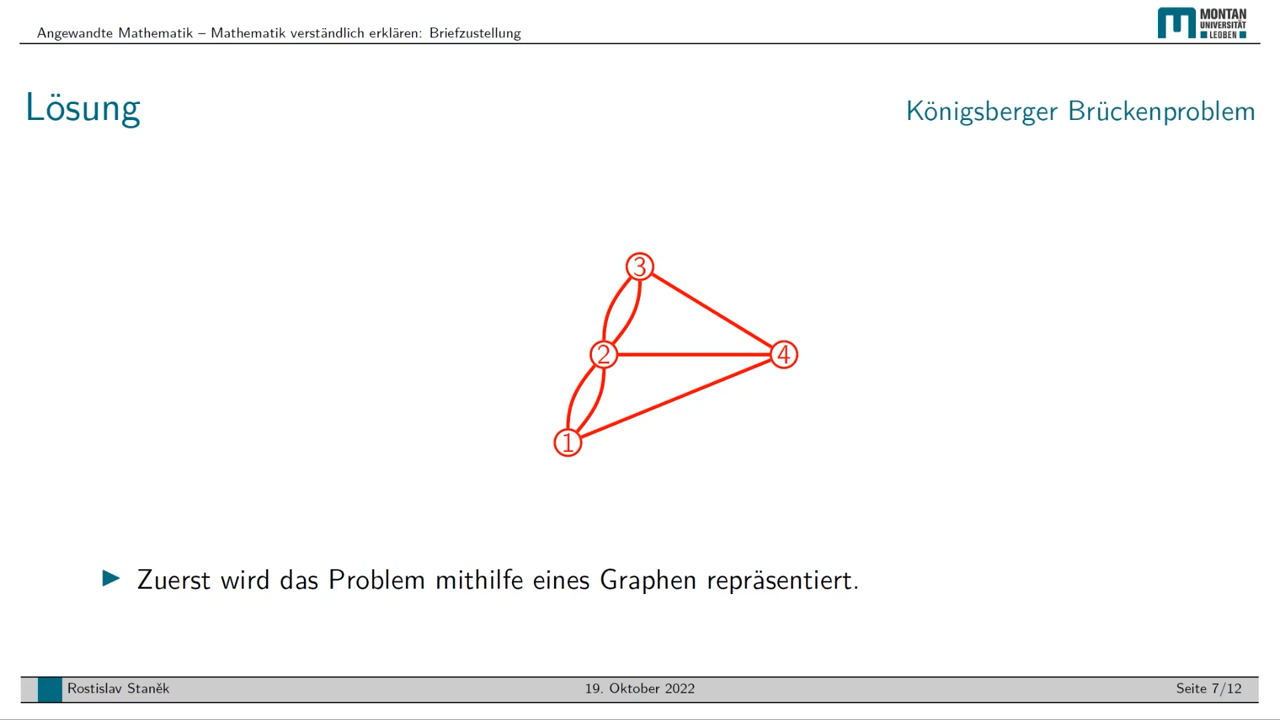 Angewandte Mathematik – Mathematik verständlich erklären: Briefzustellung
MONTAN
UNIVERSITÄT
LEOBEN
Lösung
Königsberger Brückenproblem
3
2
4
1
Zuerst wird das Problem mithilfe eines Graphen repräsentiert.
Rostislav Staněk
19. Oktober 2022
Seite 7/12